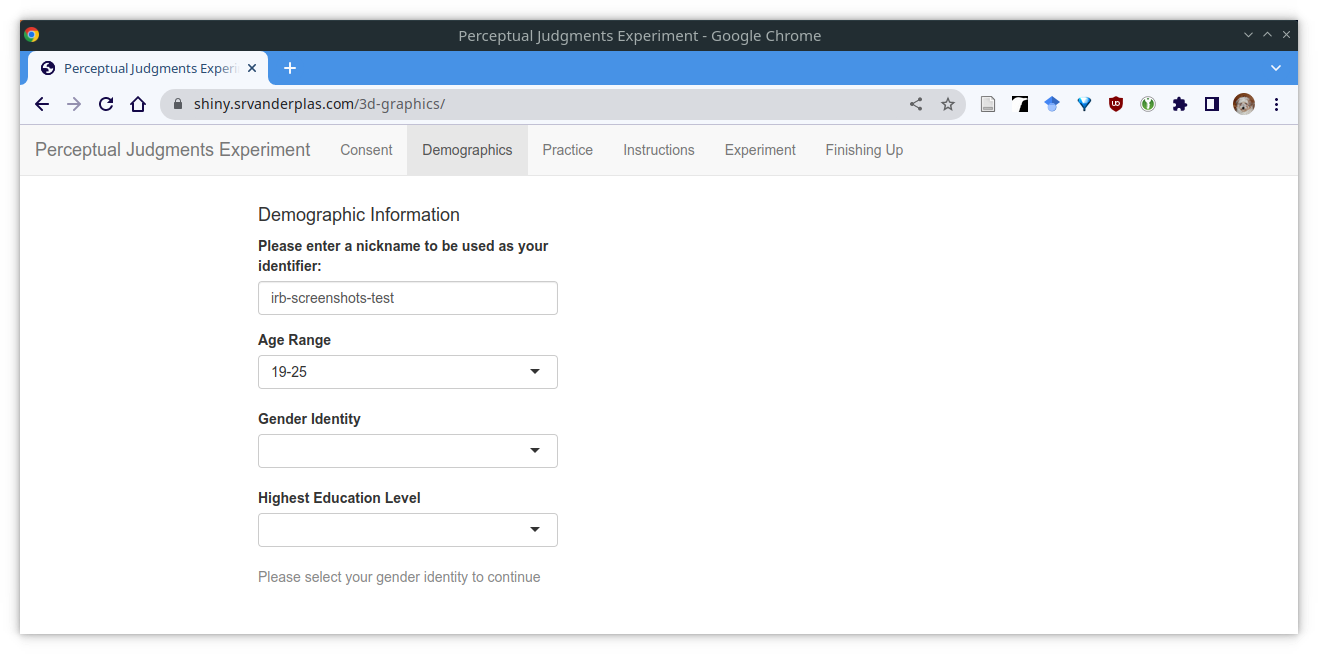 Perceptual Judgments Experiment - Google Chrome
Perceptual Judgments Experi
shiny.srvanderplas.com/3d-graphics/
Perceptual Judgments Experiment Consent Demographics Practice Instructions Experiment Finishing Up
Demographic Information
Please enter a nickname to be used as your
identifier:
irb-screenshots-test
Age Range
19-25
Gender Identity
Highest Education Level
Please select your gender identity to continue